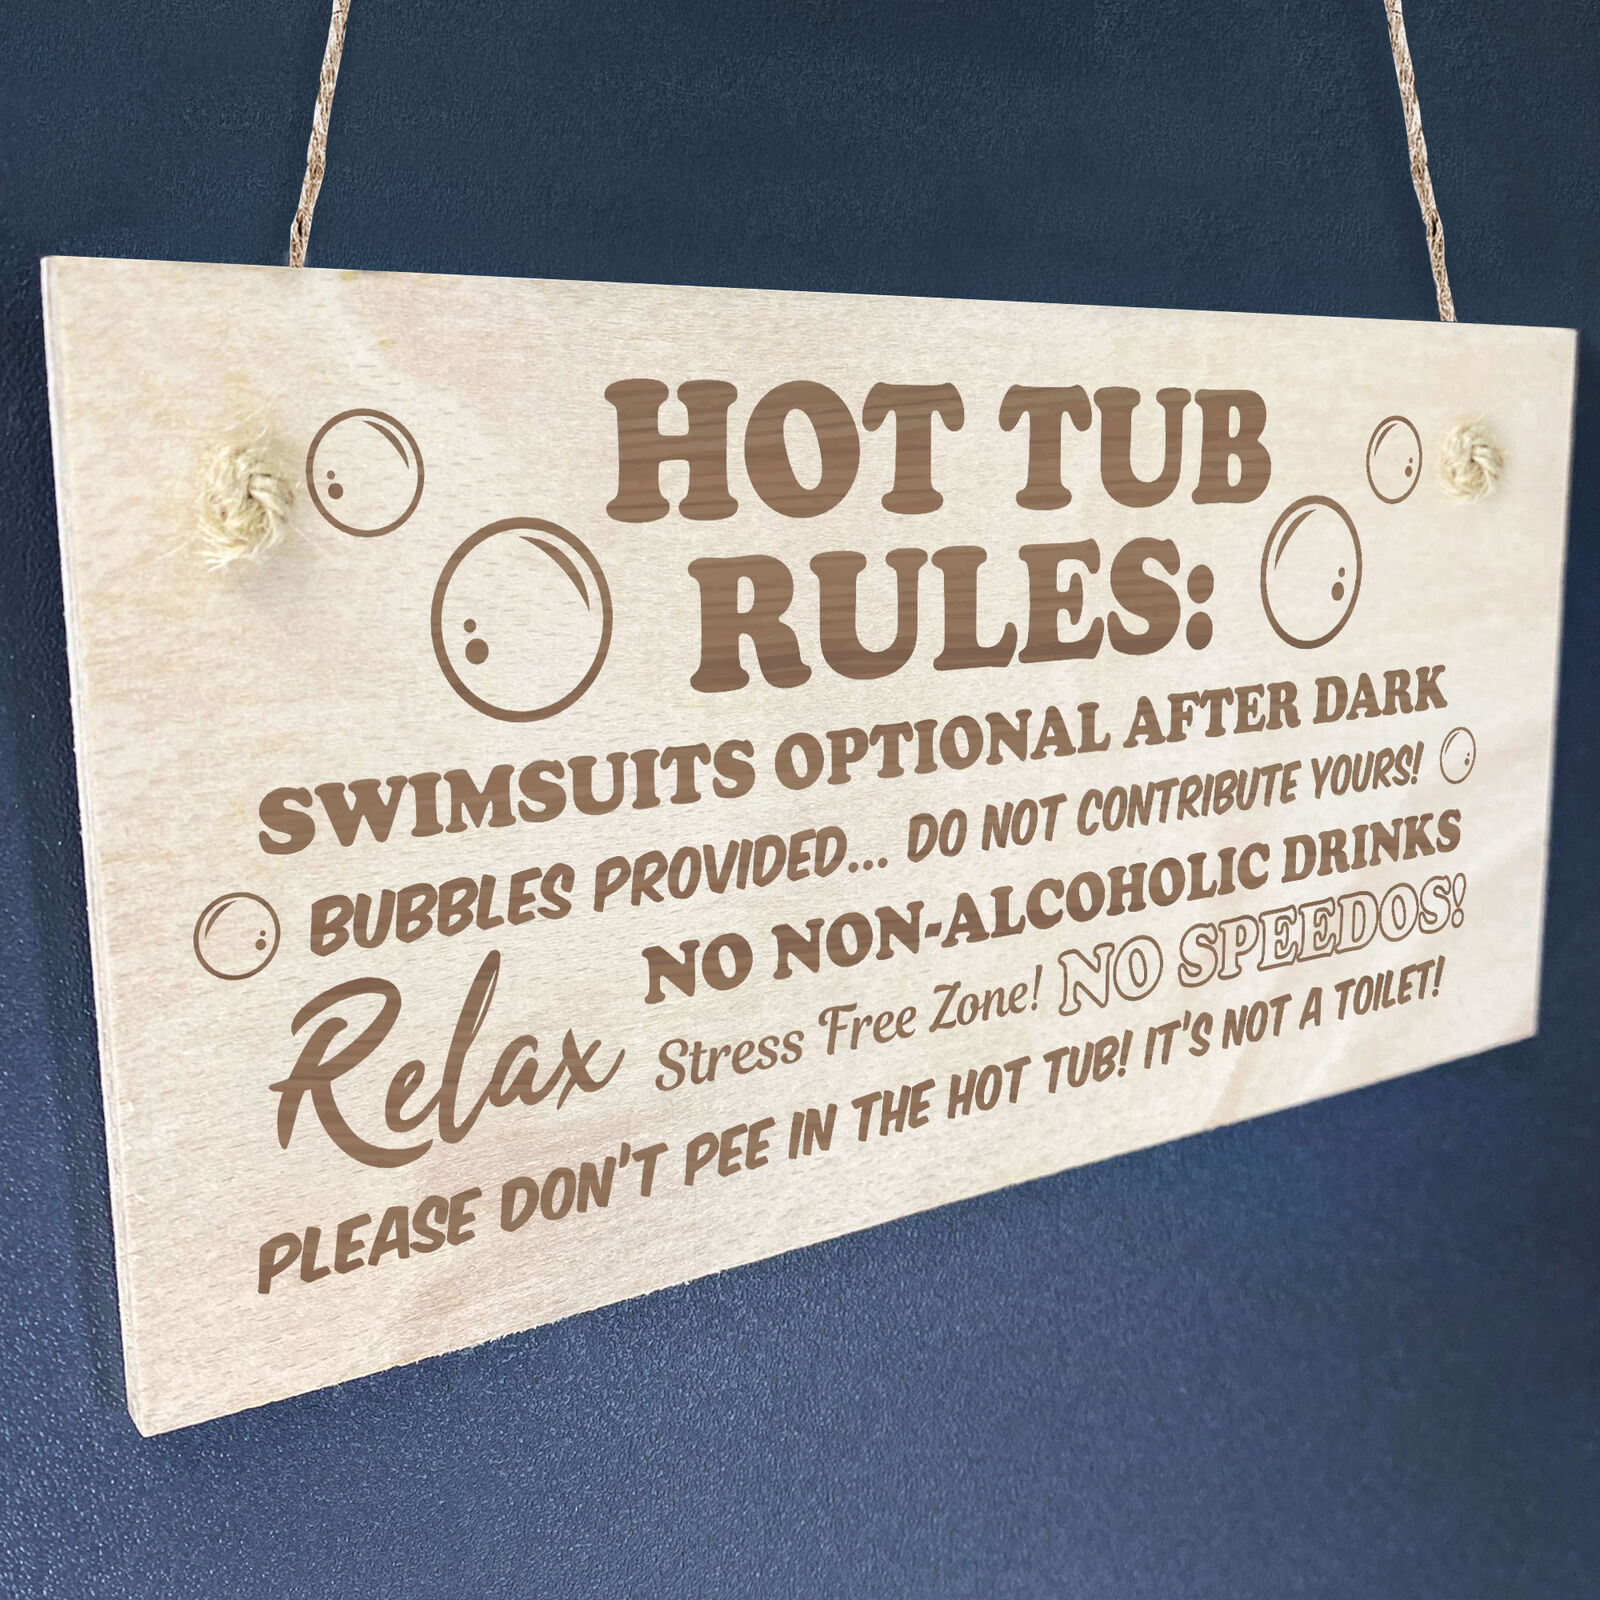 HOT TUB
RULES:
SWIMSUITS OPTIONAL AFTER DARK
BUBBLES PROVIDED... DO NOT CONTRIBUTE YOURS!
Relax
NO NON-ALCOHOLIC DRINKS
Stress Free Zone! NO SPEEDOS!
PLEASE DON'T PEE IN THE HOT TUB! IT'S NOT A TOILET!